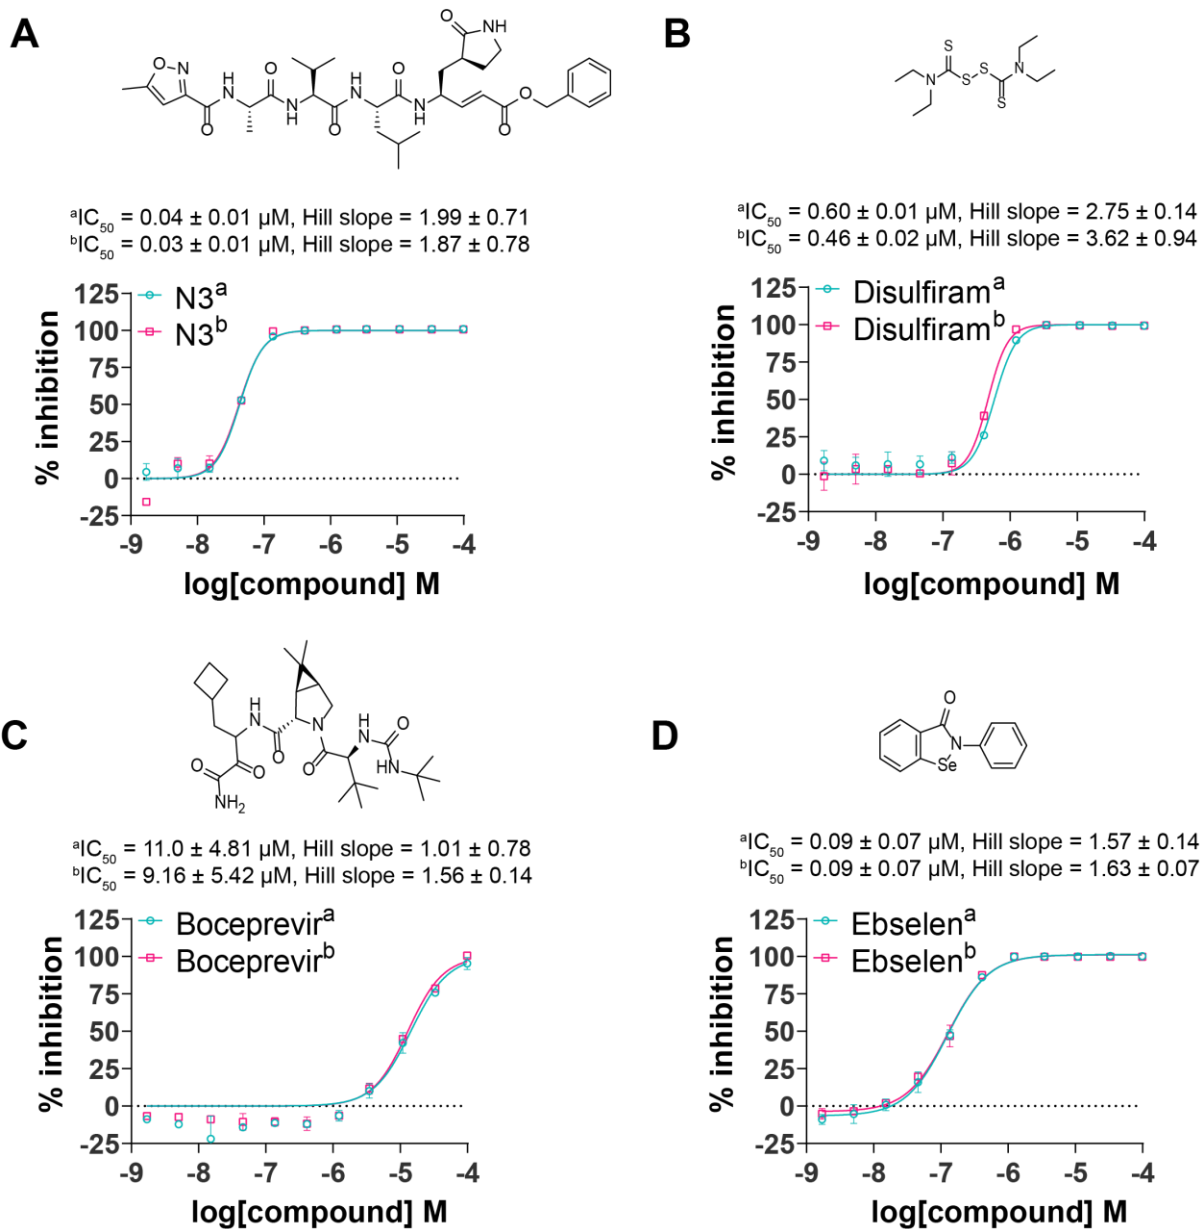 A
O
NH
O
N
O
H
N
O
N
H
O
H
N
O
N
H
O
O
O
ᵃIC₅₀ = 0.04 ± 0.01 µM, Hill slope = 1.99 ± 0.71
ᵇIC₅₀ = 0.03 ± 0.01 µM, Hill slope = 1.87 ± 0.78
N3ᵃ
N3ᵇ
% inhibition
125
100
75
50
25
0
-25
-9 -8 -7 -6 -5 -4
log[compound] M
B
S
N
S
S
N
S
ᵃIC₅₀ = 0.60 ± 0.01 µM, Hill slope = 2.75 ± 0.14
ᵇIC₅₀ = 0.46 ± 0.02 µM, Hill slope = 3.62 ± 0.94
Disulfiramᵃ
Disulfiramᵇ
% inhibition
125
100
75
50
25
0
-25
-9 -8 -7 -6 -5 -4
log[compound] M
C
H
N
O
O
O
NH₂
N
O
H
N
O
HN
ᵃIC₅₀ = 11.0 ± 4.81 µM, Hill slope = 1.01 ± 0.78
ᵇIC₅₀ = 9.16 ± 5.42 µM, Hill slope = 1.56 ± 0.14
Boceprevirᵃ
Boceprevirᵇ
% inhibition
125
100
75
50
25
0
-25
-9 -8 -7 -6 -5 -4
log[compound] M
D
O
N
Se
ᵃIC₅₀ = 0.09 ± 0.07 µM, Hill slope = 1.57 ± 0.14
ᵇIC₅₀ = 0.09 ± 0.07 µM, Hill slope = 1.63 ± 0.07
Ebselenᵃ
Ebselenᵇ
% inhibition
125
100
75
50
25
0
-25
-9 -8 -7 -6 -5 -4
log[compound] M